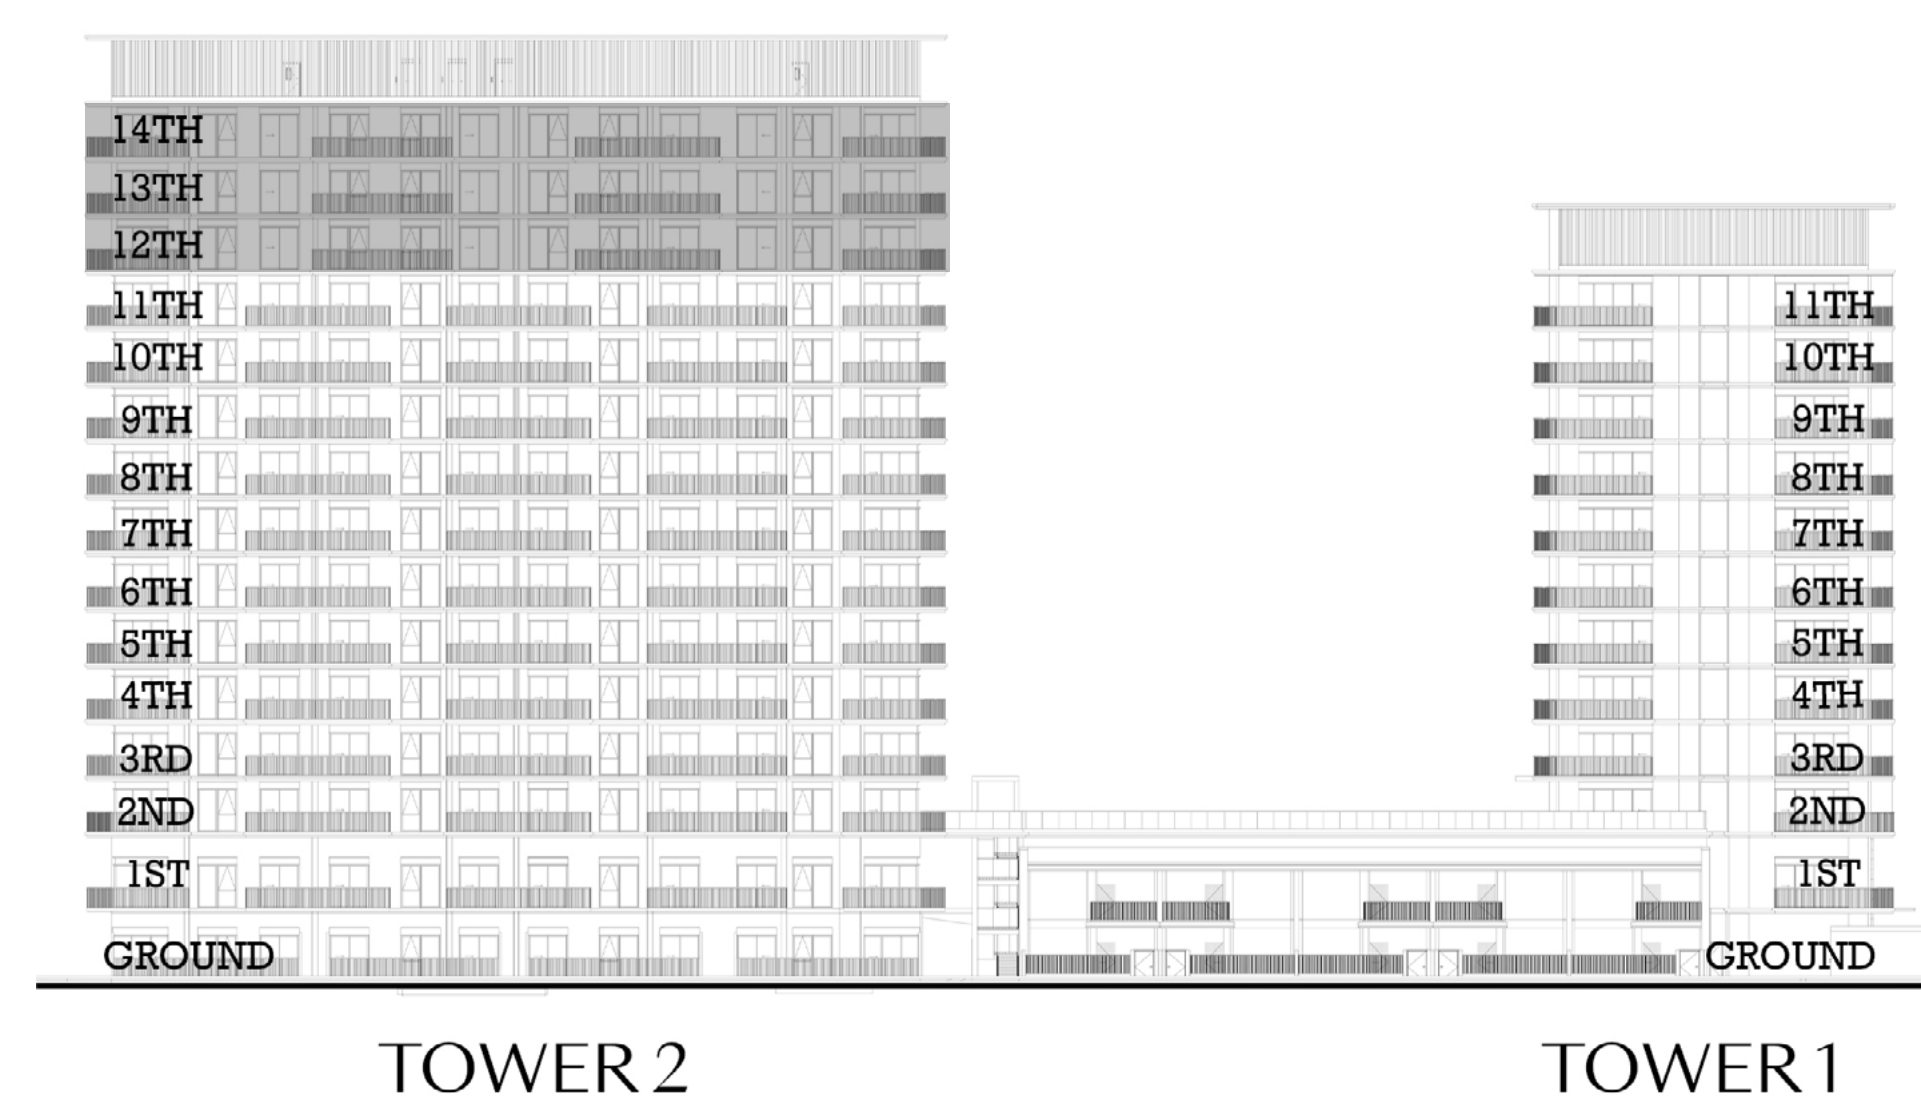 14TH
13TH
12TH
11TH
10TH
9TH
8TH
7TH
6TH
5TH
4TH
3RD
2ND
1ST
GROUND
TOWER 2
11TH
10TH
9TH
8TH
7TH
6TH
5TH
4TH
3RD
2ND
1ST
GROUND
TOWER 1